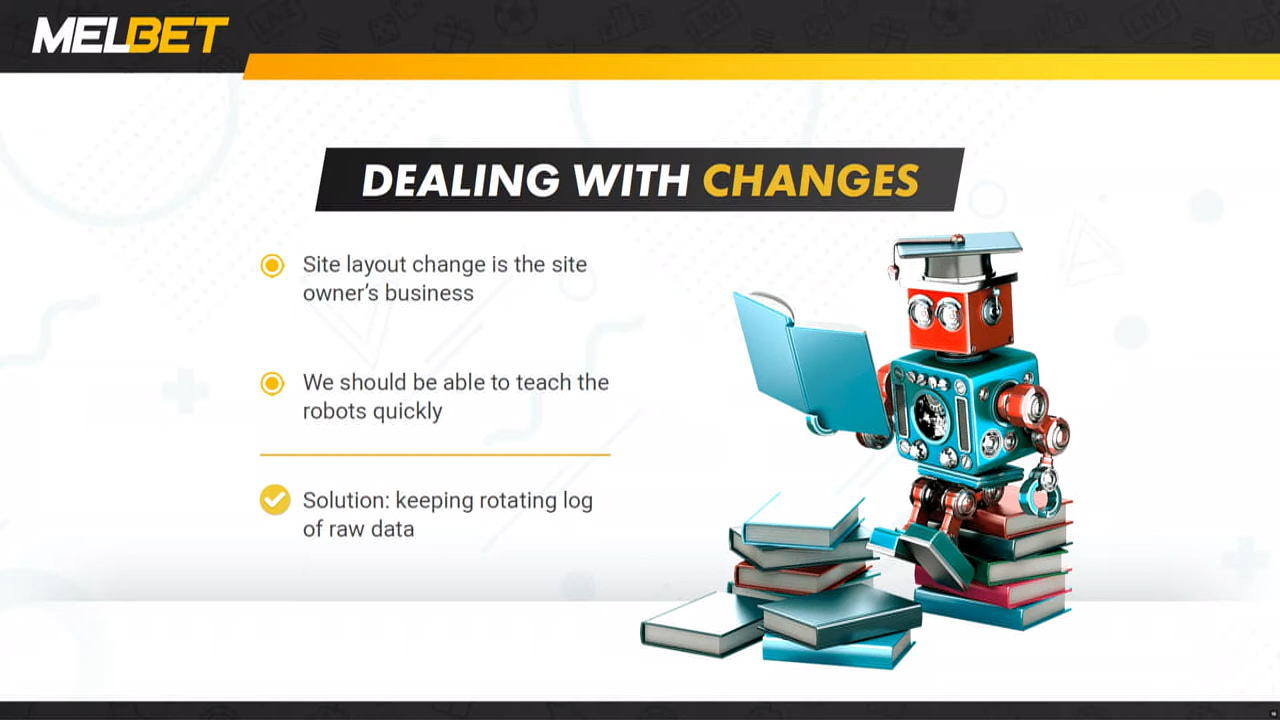 MELBET
DEALING WITH CHANGES
Site layout change is the site
owner’s business
We should be able to teach the
robots quickly
Solution: keeping rotating log
of raw data